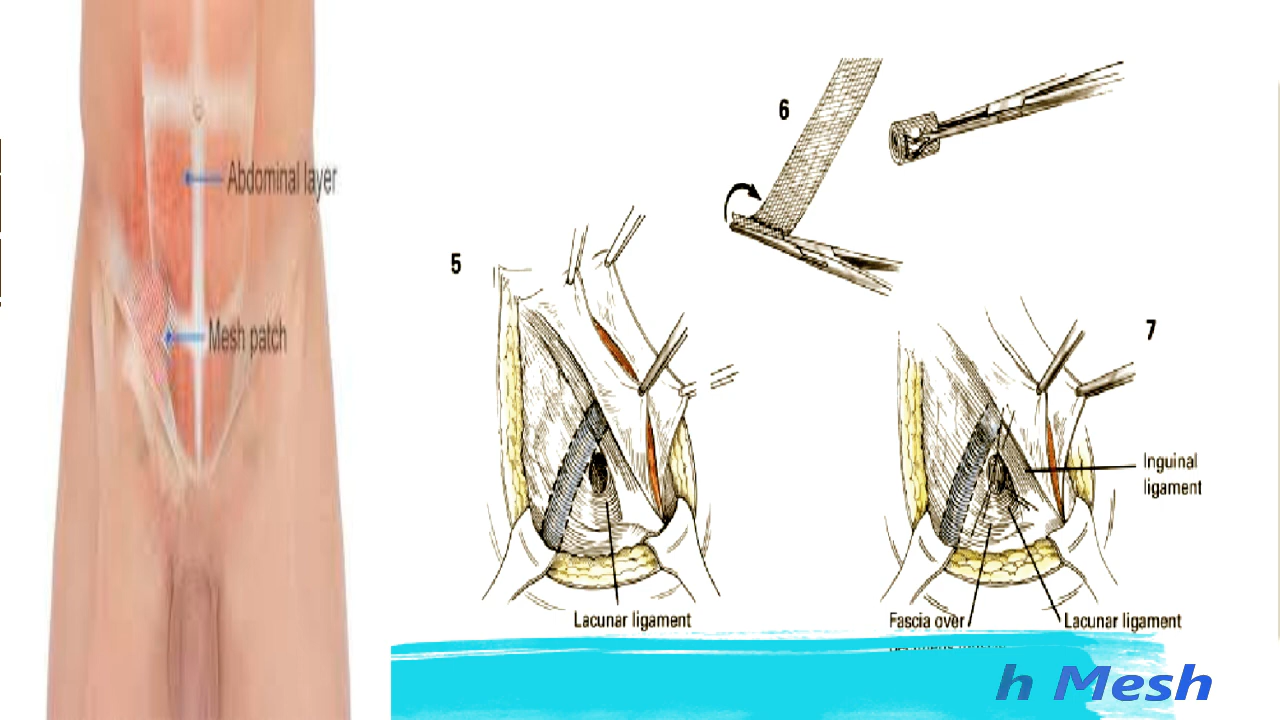 Abdominal layer
Mesh patch
5
6
7
Inguinal
ligament
Lacunar ligament
Fascia over
Lacunar ligament
h Mesh